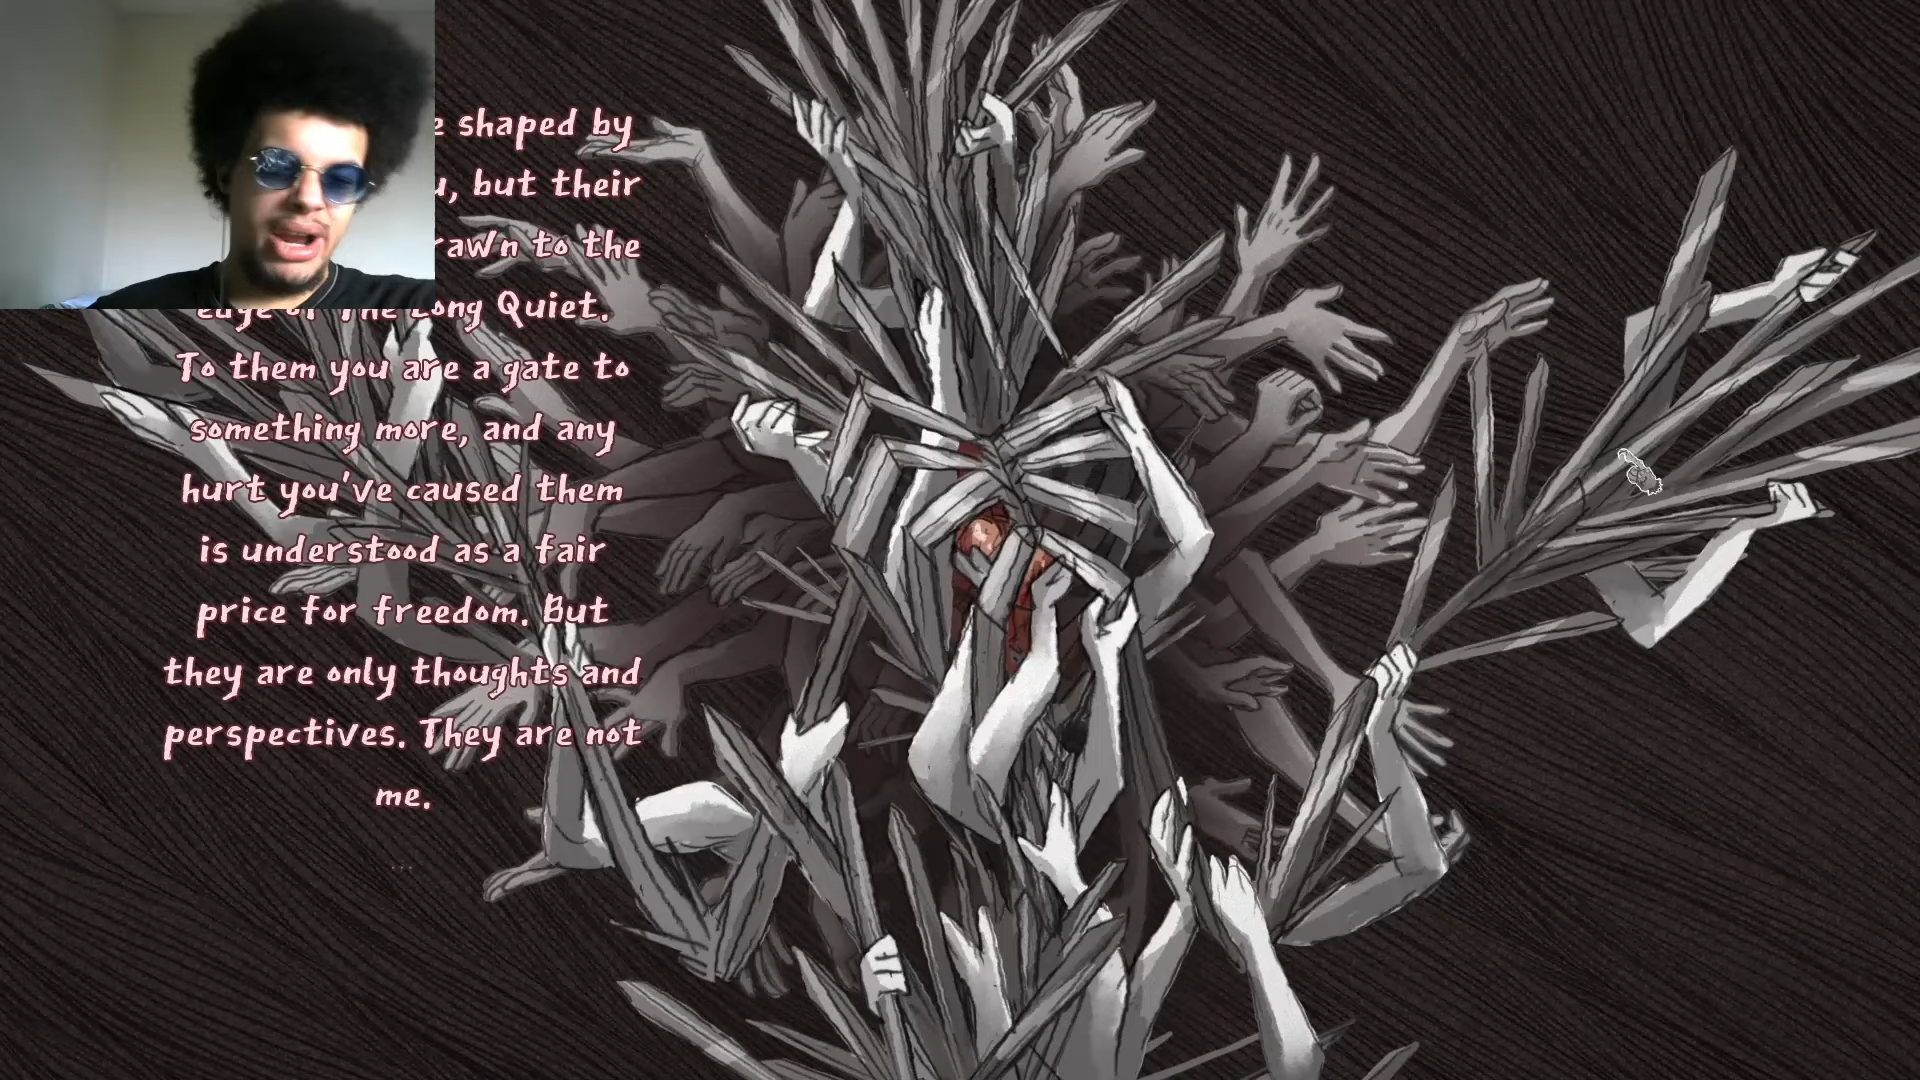 shaped by
but their
to the
Long Quiet.
To them you are a gate to
something more, and any
hurt you've caused them
is understood as a fair
price for freedom. But
they are only thoughts and
perspectives. They are not
me.
...